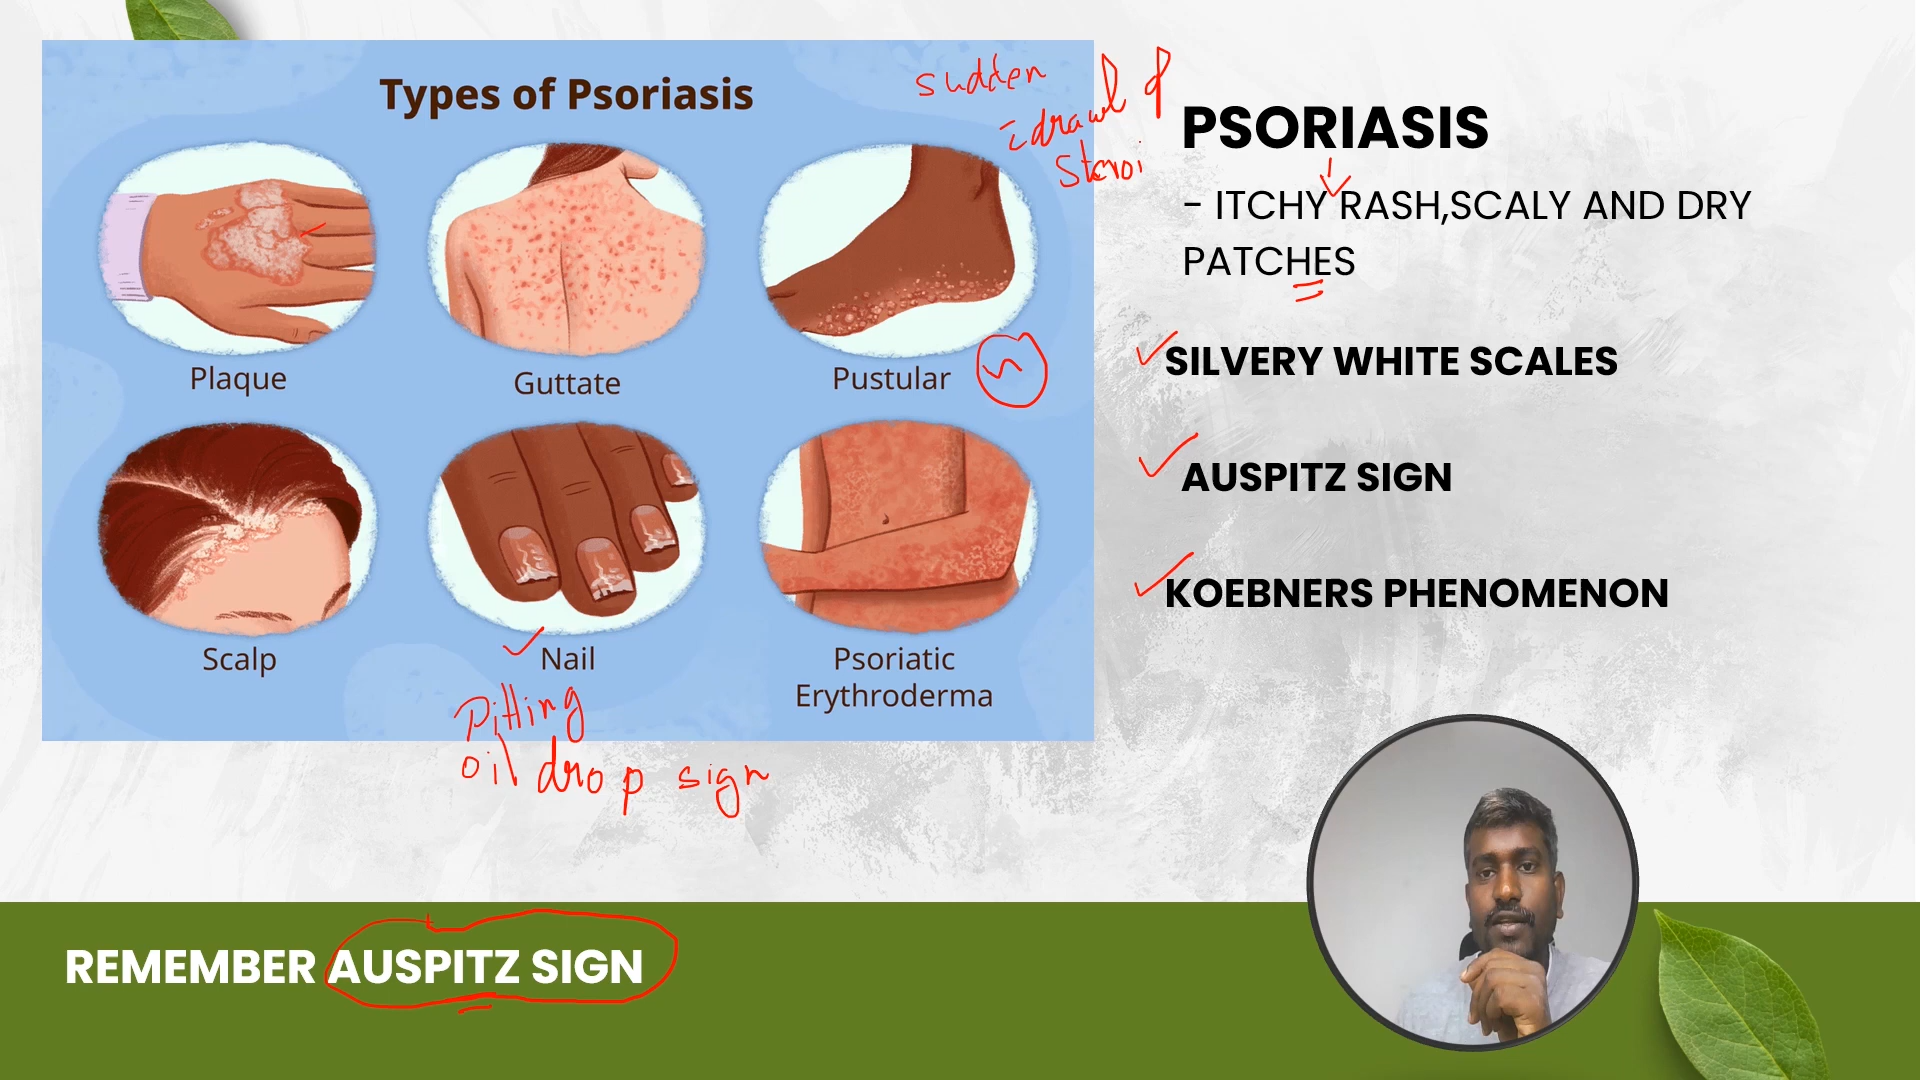 Types of Psoriasis
sudden
drawl of
Steroi
Plaque
Guttate
Pustular
Scalp
Nail
Psoriatic
Erythroderma
Pitting
oil drop sign
PSORIASIS
- ITCHY RASH,SCALY AND DRY
PATCHES
SILVERY WHITE SCALES
AUSPITZ SIGN
KOEBNERS PHENOMENON
REMEMBER AUSPITZ SIGN